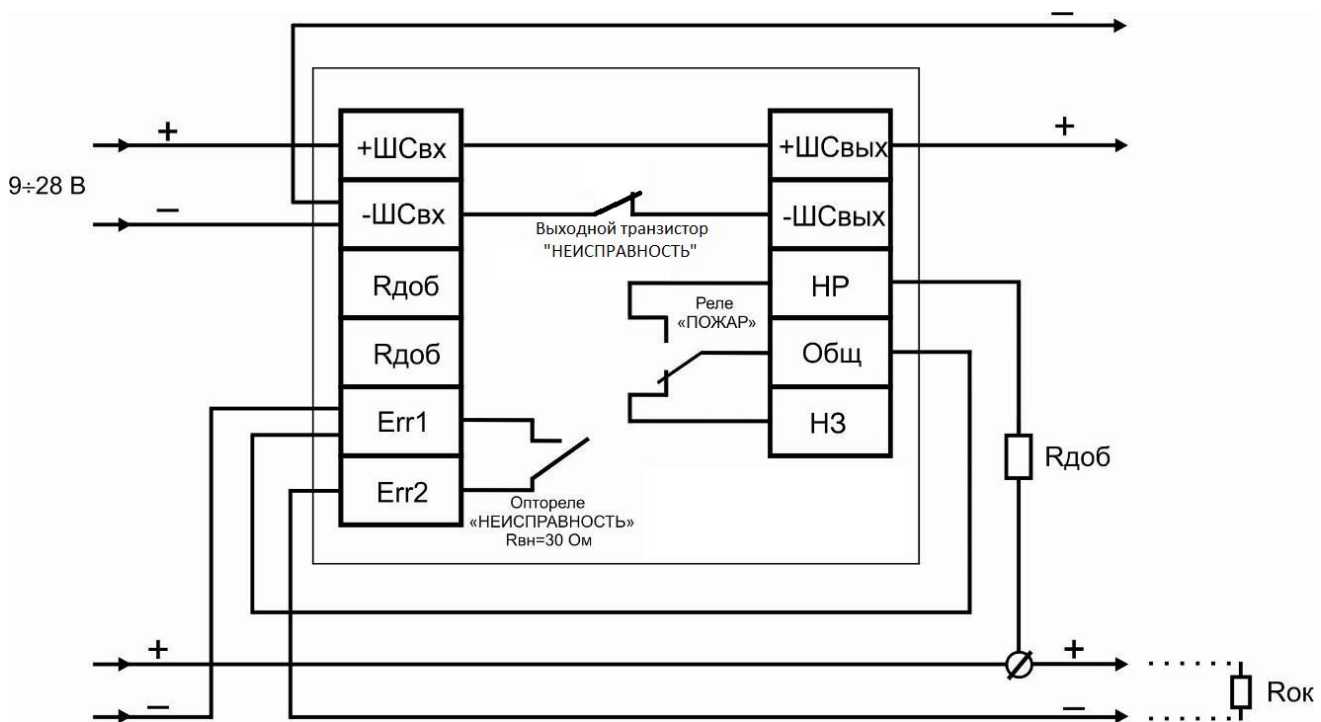 −
+
+
+ШСвх
+ШСвых
9÷28 В
−
-ШСвх
-ШСвых
Выходной транзистор
"НЕИСПРАВНОСТЬ"
Rдоб
НР
Реле
«ПОЖАР»
Rдоб
Общ
Err1
НЗ
Rдоб
Err2
Оптореле
«НЕИСПРАВНОСТЬ»
Rвн=30 Ом
+
+
−
−
Rок